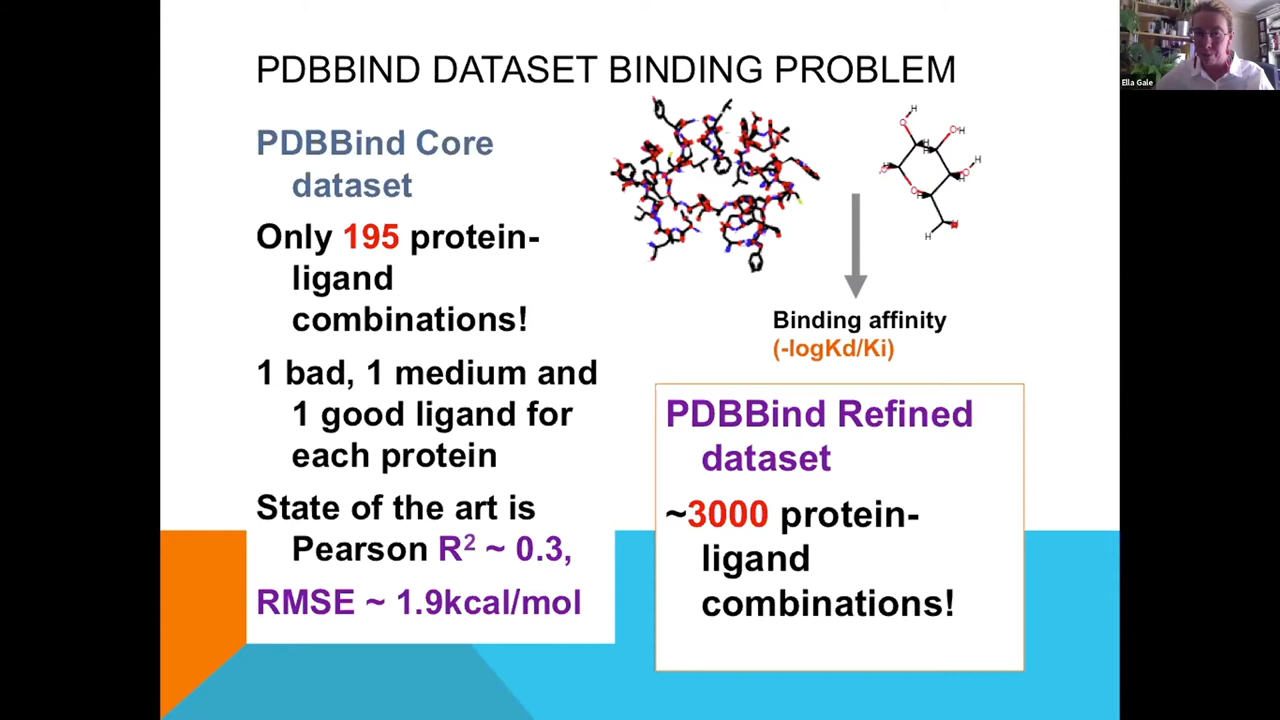 PDBBIND DATASET BINDING PROBLEM
PDBBind Core
dataset
Only 195 protein-
ligand
combinations!
1 bad, 1 medium and
1 good ligand for
each protein
State of the art is
Pearson R² ~ 0.3,
RMSE ~ 1.9kcal/mol
H
O
OH
H
H
H
O
H
O
H
O
H
H
H
Binding affinity
(-logKd/Ki)
PDBBind Refined
dataset
~3000 protein-
ligand
combinations!
Ella Gale